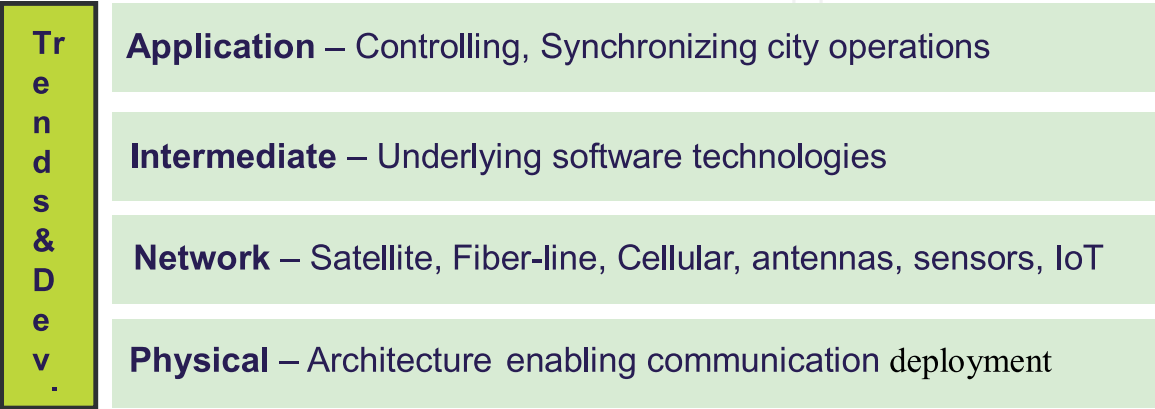 Tr
e
n
d
s
&
D
e
v
.
Application – Controlling, Synchronizing city operations
Intermediate – Underlying software technologies
Network – Satellite, Fiber-line, Cellular, antennas, sensors, IoT
Physical – Architecture enabling communication deployment